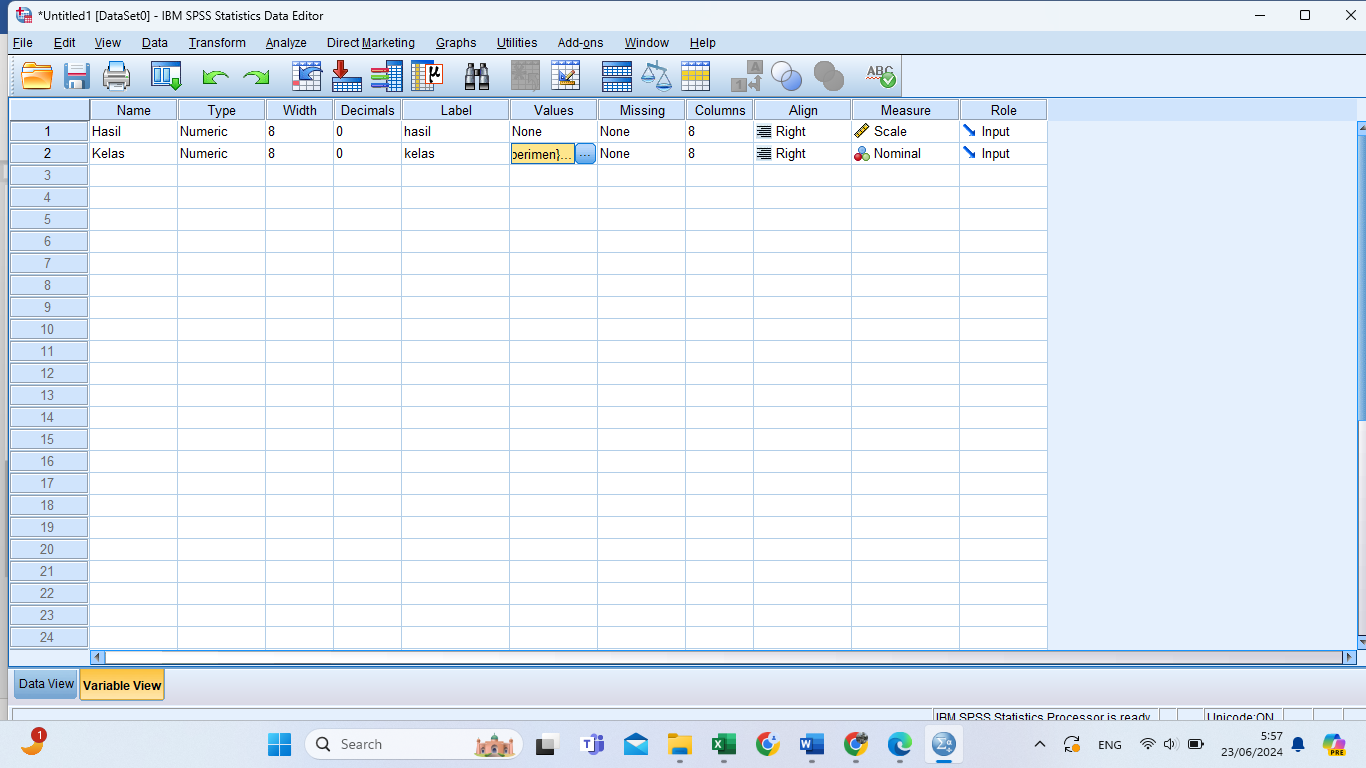 *Untitled1 [DataSet0] - IBM SPSS Statistics Data Editor
File Edit View Data Transform Analyze Direct Marketing Graphs Utilities Add-ons Window Help
μ 1 A ABC
Name Type Width Decimals Label Values Missing Columns Align Measure Role
1 Hasil Numeric 8 0 hasil None None 8 Right Scale Input
2 Kelas Numeric 8 0 kelas perimen}... ... None 8 Right Nominal Input
3
4
5
6
7
8
9
10
11
12
13
14
15
16
17
18
19
20
21
22
23
24
Data View Variable View
IBM SPSS Statistics Processor is ready Unicode:ON
1 Search ENG 5:57
23/06/2024 PRE